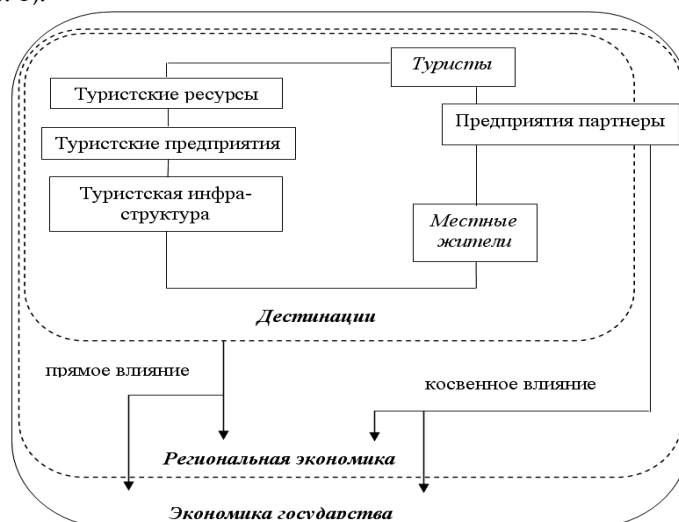 Туристы
Туристские ресурсы
Предприятия партнеры
Туристские предприятия
Туристская инфра-
структура
Местные
жители
Дестинации
прямое влияние
косвенное влияние
Региональная экономика
Экономика государства